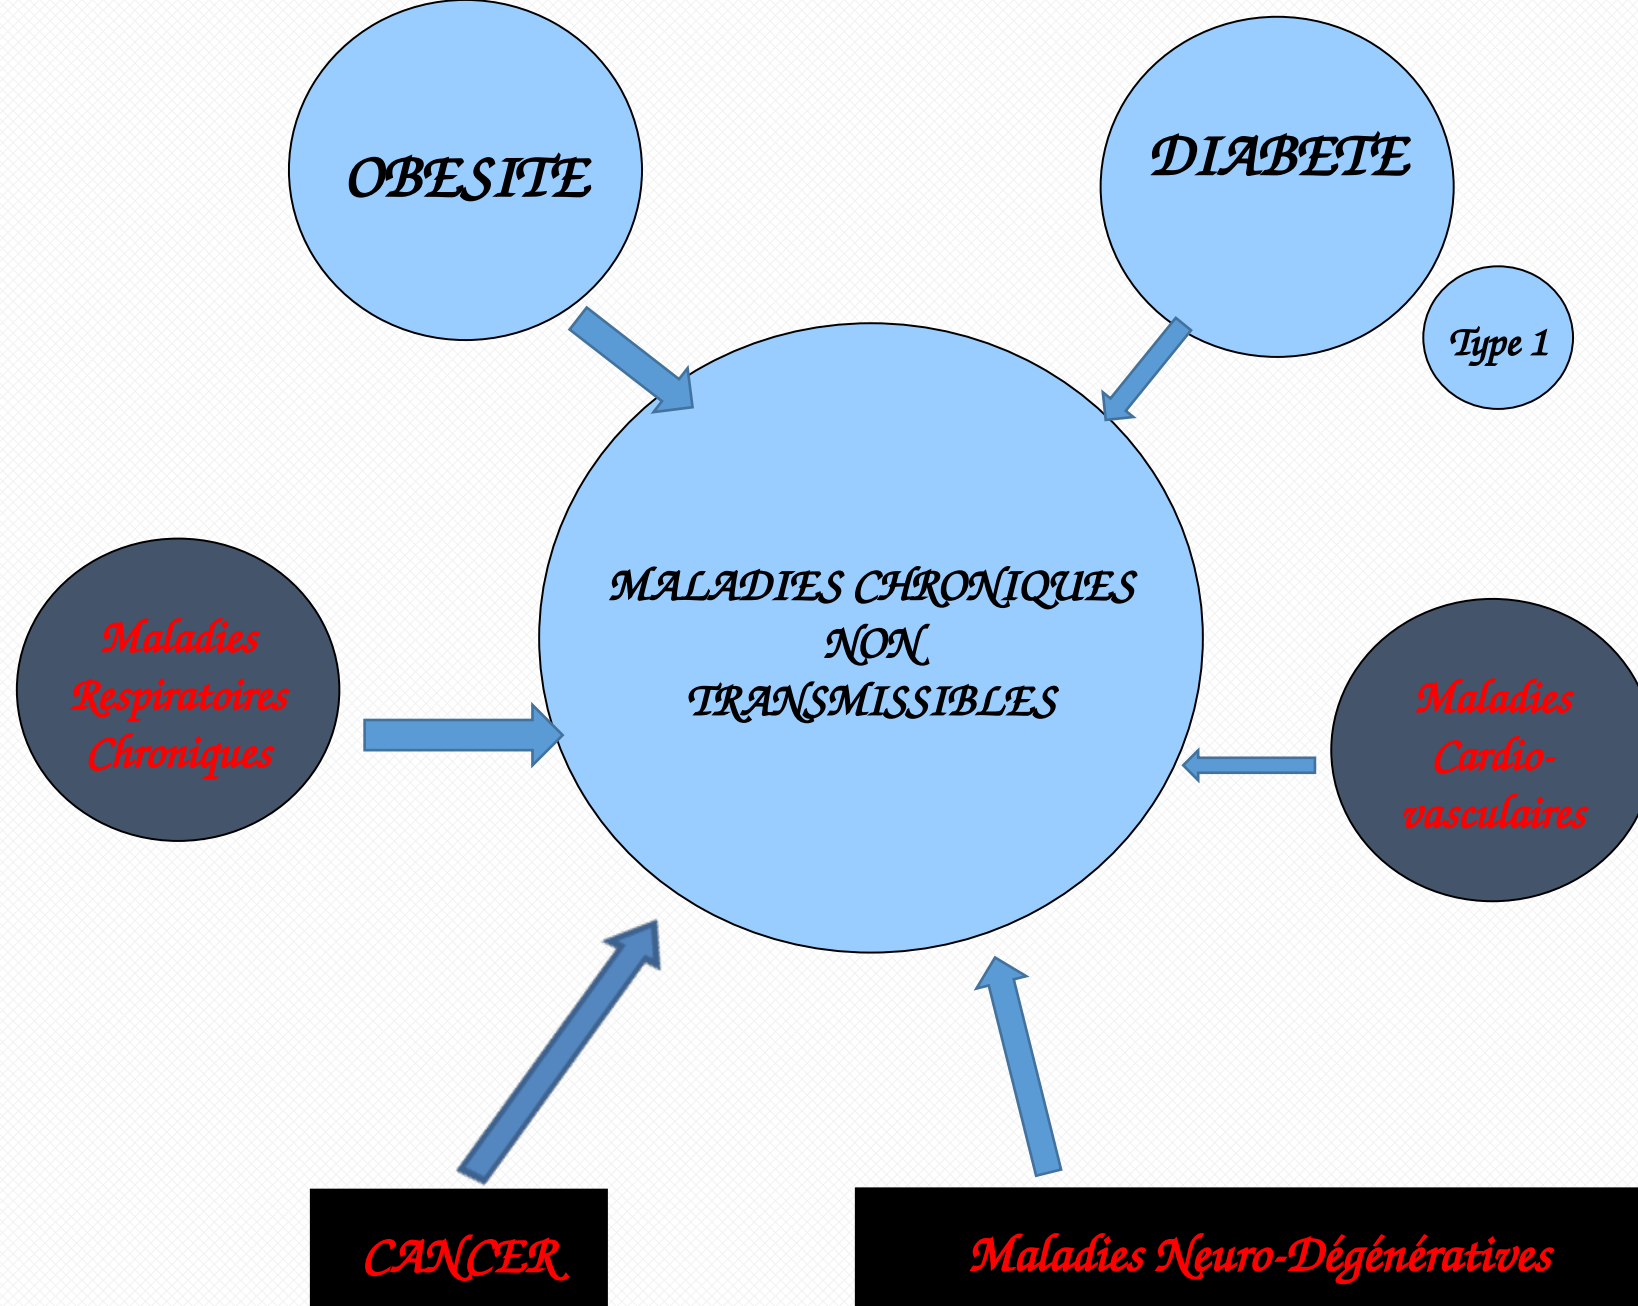 OBESITE
DIABETE
Type 1
MALADIES CHRONIQUES
NON
TRANSMISSIBLES
Maladies
Respiratoires
Chroniques
Maladies
Cardio-
vasculaires
CANCER
Maladies Neuro-Dégénératives